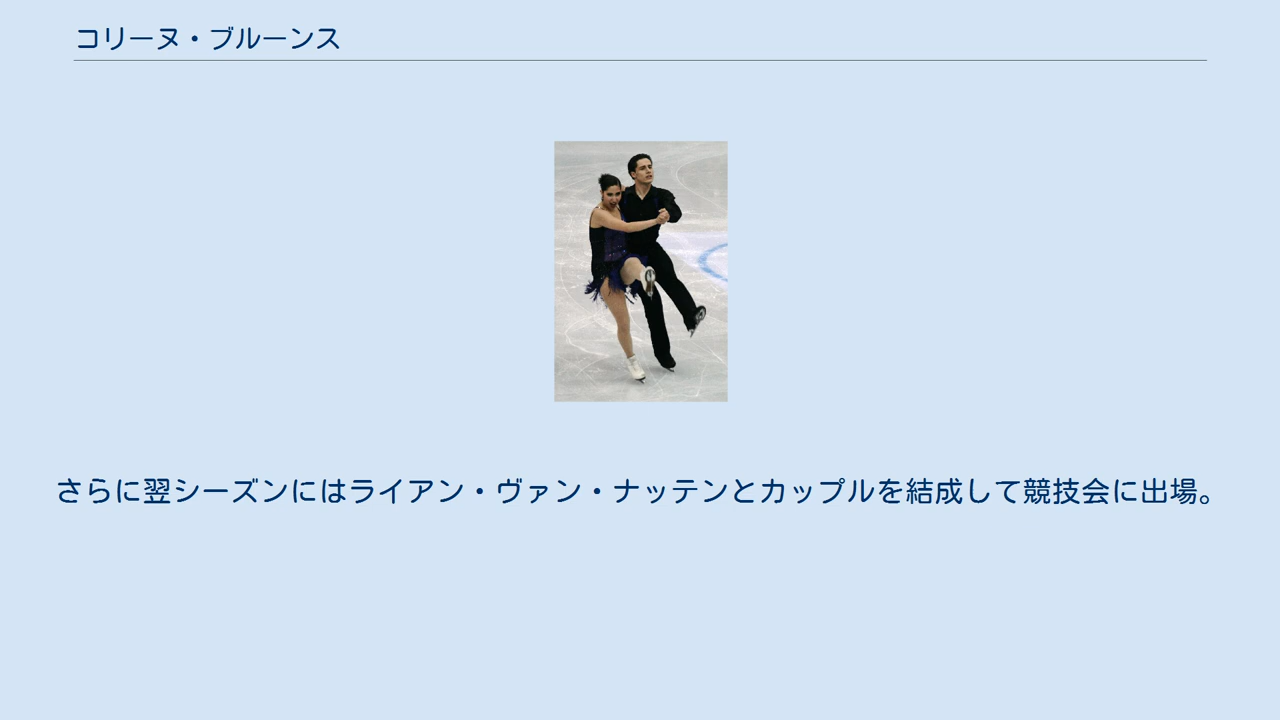 コリーヌ・ブルーンス
さらに翌シーズンにはライアン・ヴァン・ナッテンとカップルを結成して競技会に出場。